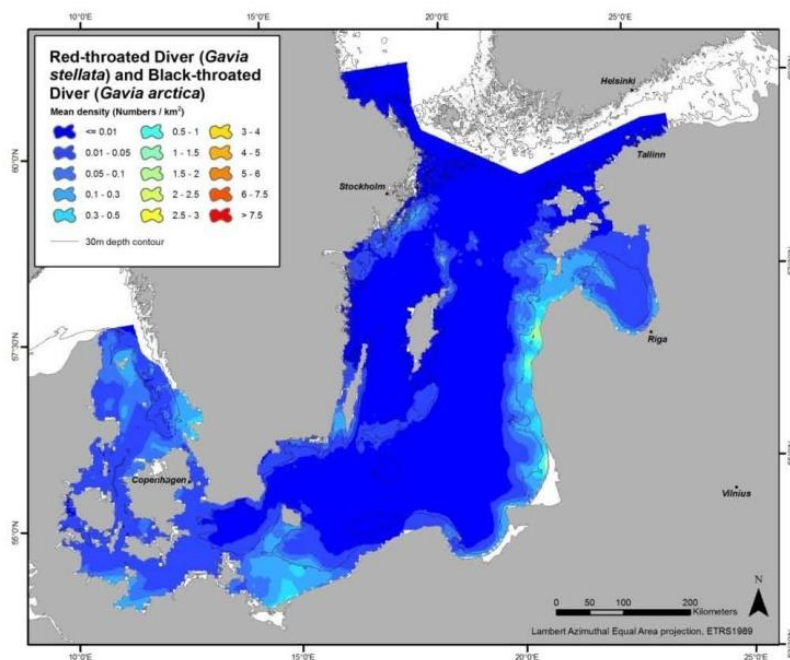 10°0'E 15°0'E 20°0'E 25°0'E
Red-throated Diver (Gavia
stellata) and Black-throated
Diver (Gavia arctica)
Mean density (Numbers / km²)
<= 0.01 0.5 - 1 3 - 4
0.01 - 0.05 1 - 1.5 4 - 5
0.05 - 0.1 1.5 - 2 5 - 6
0.1 - 0.3 2 - 2.5 6 - 7.5
0.3 - 0.5 2.5 - 3 > 7.5
30m depth contour
Helsinki
Tallinn
60°0'N
Stockholm
Riga
57°30'N
Copenhagen
Vilnius
N
0 50 100 200
Kilometers
Lambert Azimuthal Equal Area projection, ETRS1989
10°0'E 15°0'E 20°0'E 25°0'E